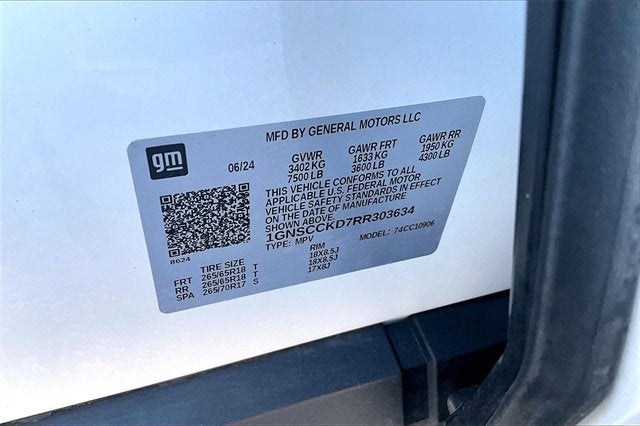 MFD BY GENERAL MOTORS LLC
gm
06/24 GVWR GAWR FRT GAWR RR
3402 KG 1633 KG 1950 KG
7500 LB 3600 LB 4300 LB
THIS VEHICLE CONFORMS TO ALL
APPLICABLE U.S. FEDERAL MOTOR
VEHICLE SAFETY STANDARDS IN EFFECT
ON THE DATE OF MANUFACTURE
SHOWN ABOVE.
1GNSCCKD7RR303634
TYPE: MPV MODEL: 74CC10906
B624
TIRE SIZE RIM
FRT 265/65R18 T 18X8.5J
RR 265/65R18 T 18X8.5J
SPA 265/70R17 S 17X8J